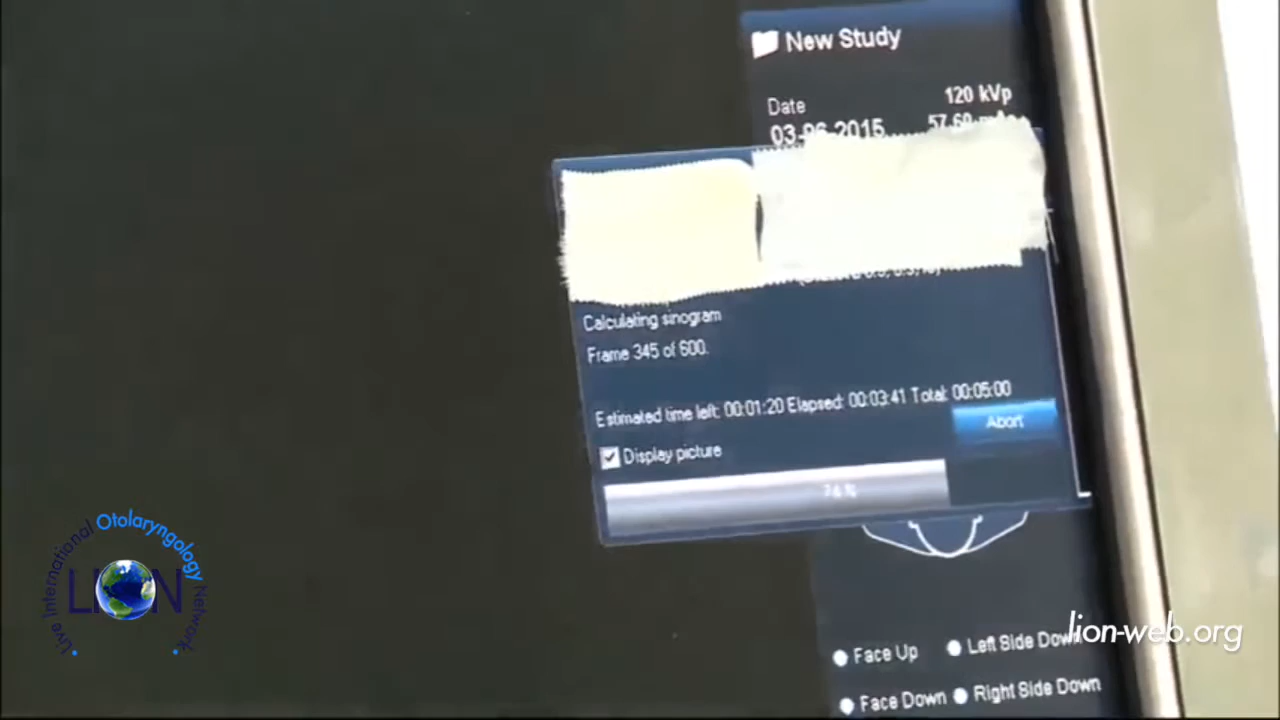 New Study
Date
120 kVp
03-06-2015
57.60
Calculating sinogram
Frame 345 of 600.
Estimated time left: 00:01:20 Elapsed: 00:03:41 Total: 00:05:00
Abort
Display picture
Live International Otolaryngology Network
LION
lion-web.org
Face Up
Left Side Down
Face Down
Right Side Down